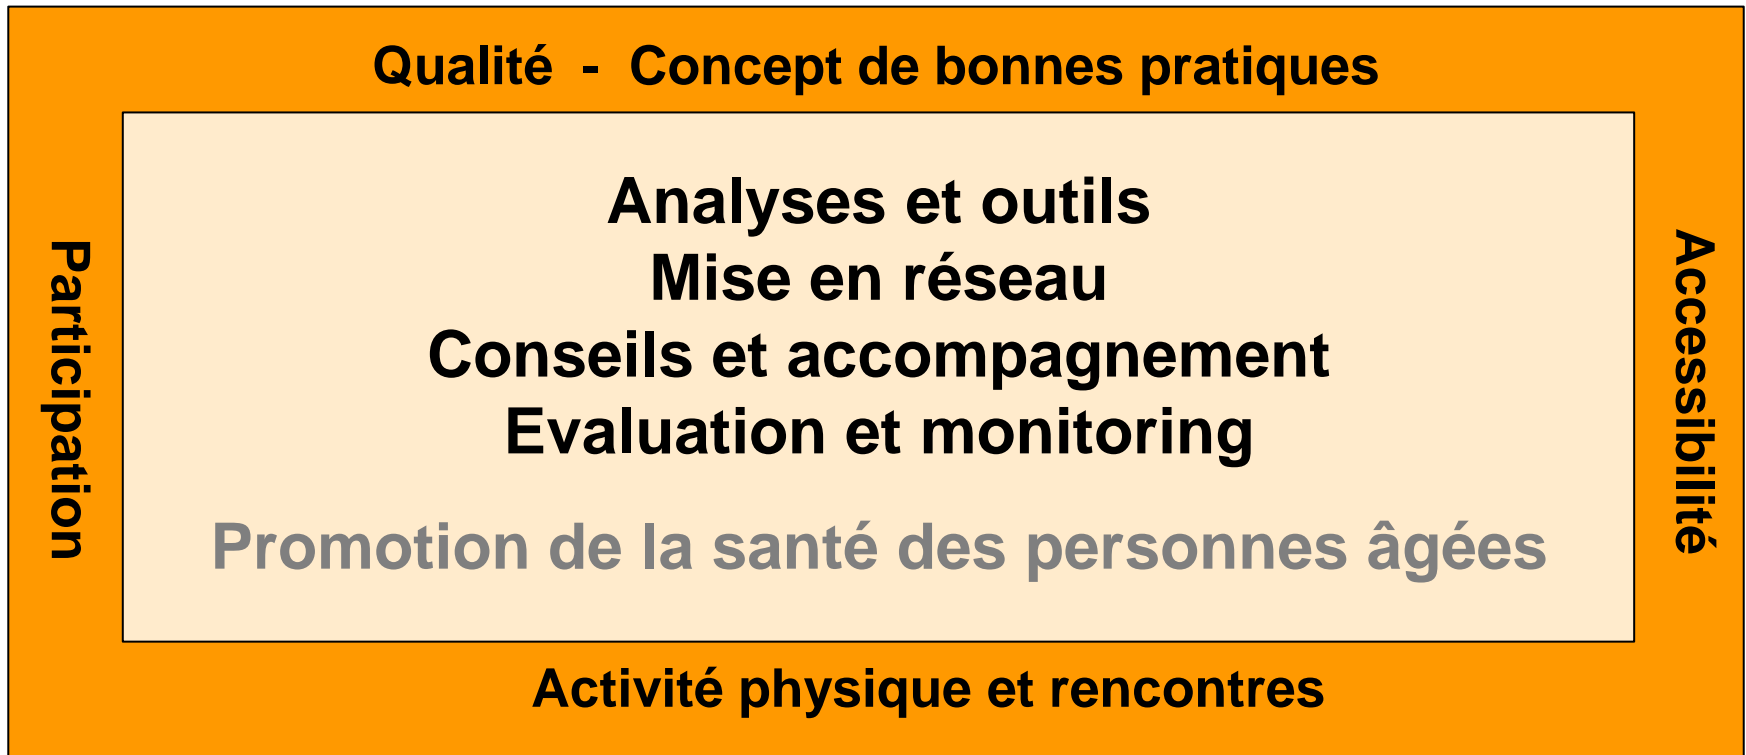 Qualité - Concept de bonnes pratiques
Participation
Analyses et outils
Mise en réseau
Conseils et accompagnement
Evaluation et monitoring
Promotion de la santé des personnes âgées
Accessibilité
Activité physique et rencontres